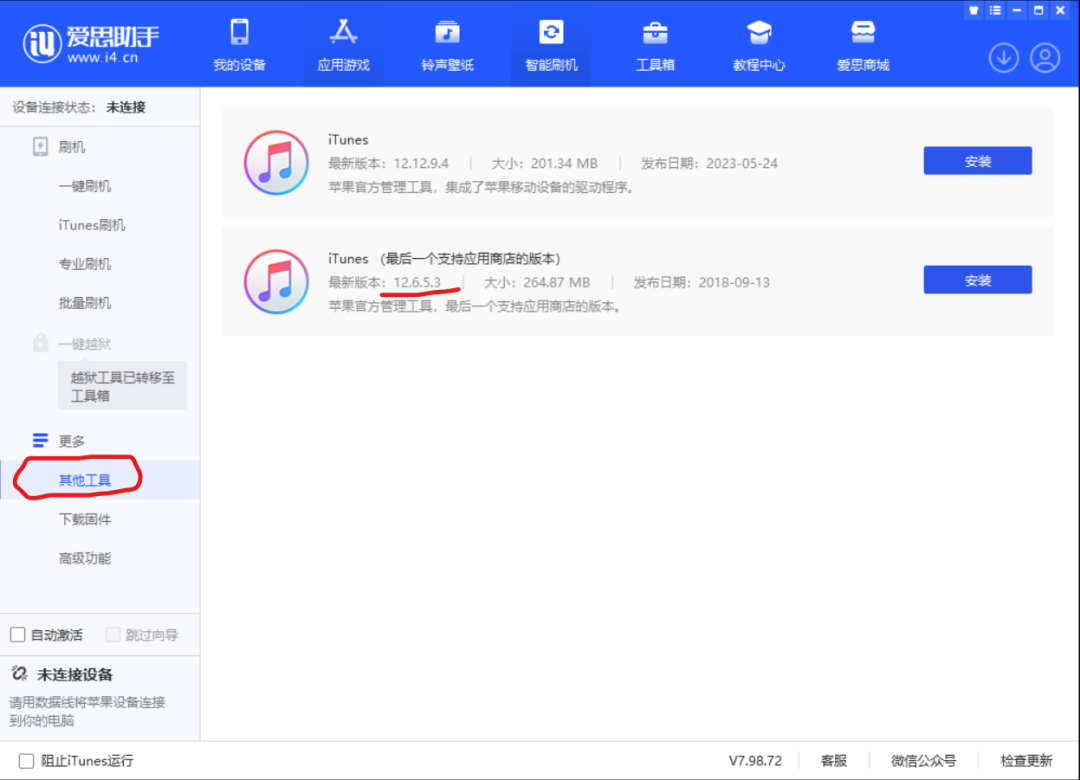 爱思助手
www.i4.cn
我的设备
应用游戏
铃声壁纸
智能刷机
工具箱
教程中心
爱思商城
设备连接状态： 未连接
刷机
一键刷机
iTunes刷机
专业刷机
批量刷机
一键越狱
越狱工具已转移至
工具箱
更多
其他工具
下载固件
高级功能
自动激活 跳过向导
未连接设备
请用数据线将苹果设备连接
到你的电脑
iTunes
最新版本：12.12.9.4 | 大小：201.34 MB | 发布日期：2023-05-24
苹果官方管理工具，集成了苹果移动设备的驱动程序。
安装
iTunes （最后一个支持应用商店的版本）
最新版本：12.6.5.3 | 大小：264.87 MB | 发布日期：2018-09-13
苹果官方管理工具，最后一个支持应用商店的版本。
安装
阻止iTunes运行
V7.98.72
客服
微信公众号
检查更新